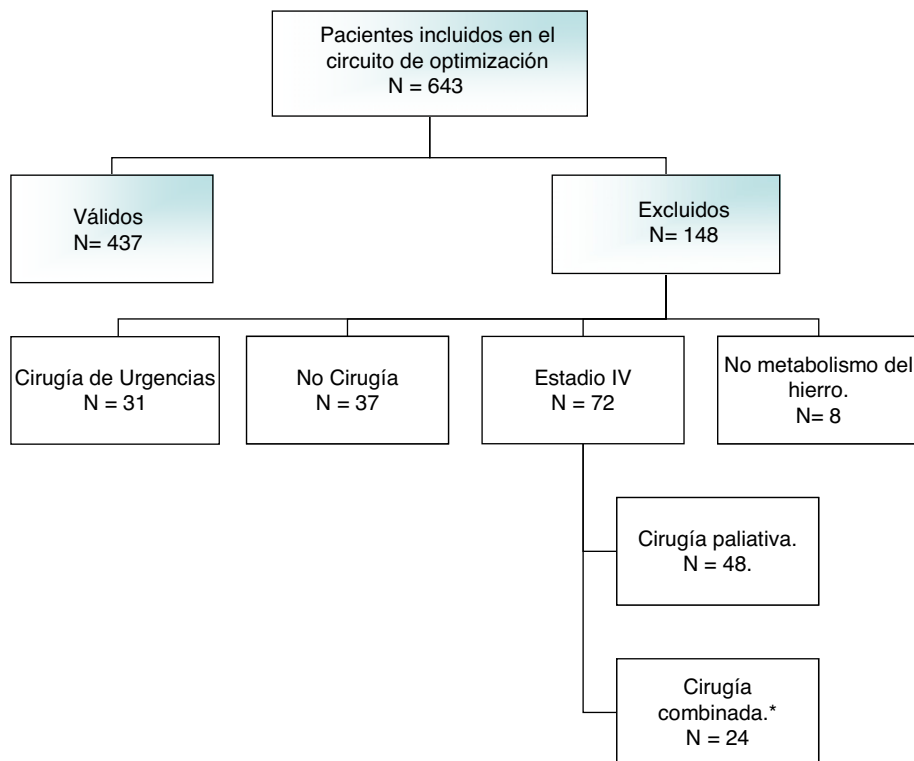 Pacientes incluidos en el
circuito de optimización
N = 643
Válidos
N= 437
Excluidos
N= 148
Cirugía de Urgencias
N = 31
No Cirugía
N = 37
Estadio IV
N = 72
No metabolismo del
hierro.
N= 8
Cirugía paliativa.
N = 48.
Cirugía
combinada.*
N = 24